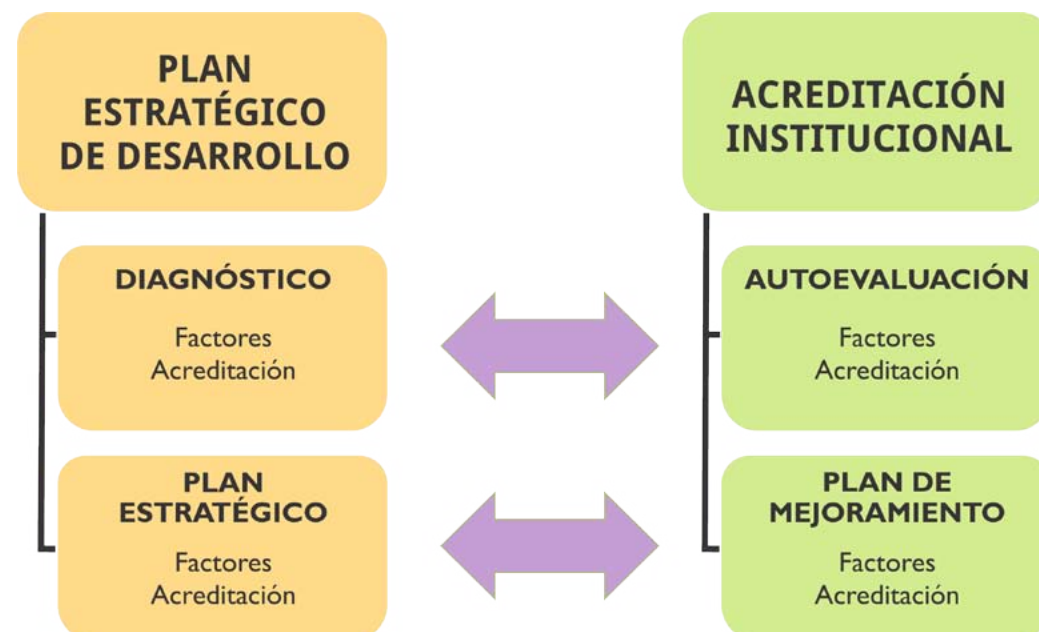 PLAN
ESTRATÉGICO
DE DESARROLLO
DIAGNÓSTICO
Factores
Acreditación
PLAN
ESTRATÉGICO
Factores
Acreditación
ACREDITACIÓN
INSTITUCIONAL
AUTOEVALUACIÓN
Factores
Acreditación
PLAN DE
MEJORAMIENTO
Factores
Acreditación